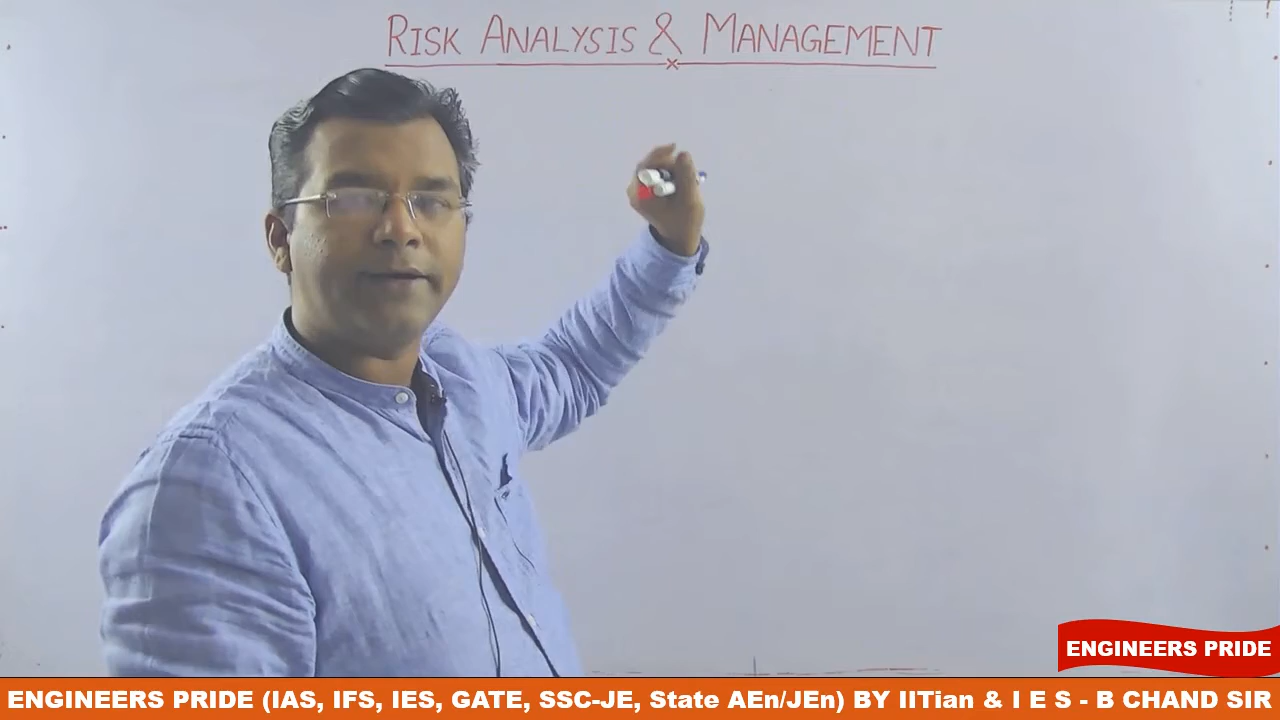 RISK ANALYSIS & MANAGEMENT
ENGINEERS PRIDE
ENGINEERS PRIDE (IAS, IFS, IES, GATE, SSC-JE, State AEn/JEn) BY IITian & I E S - B CHAND SIR